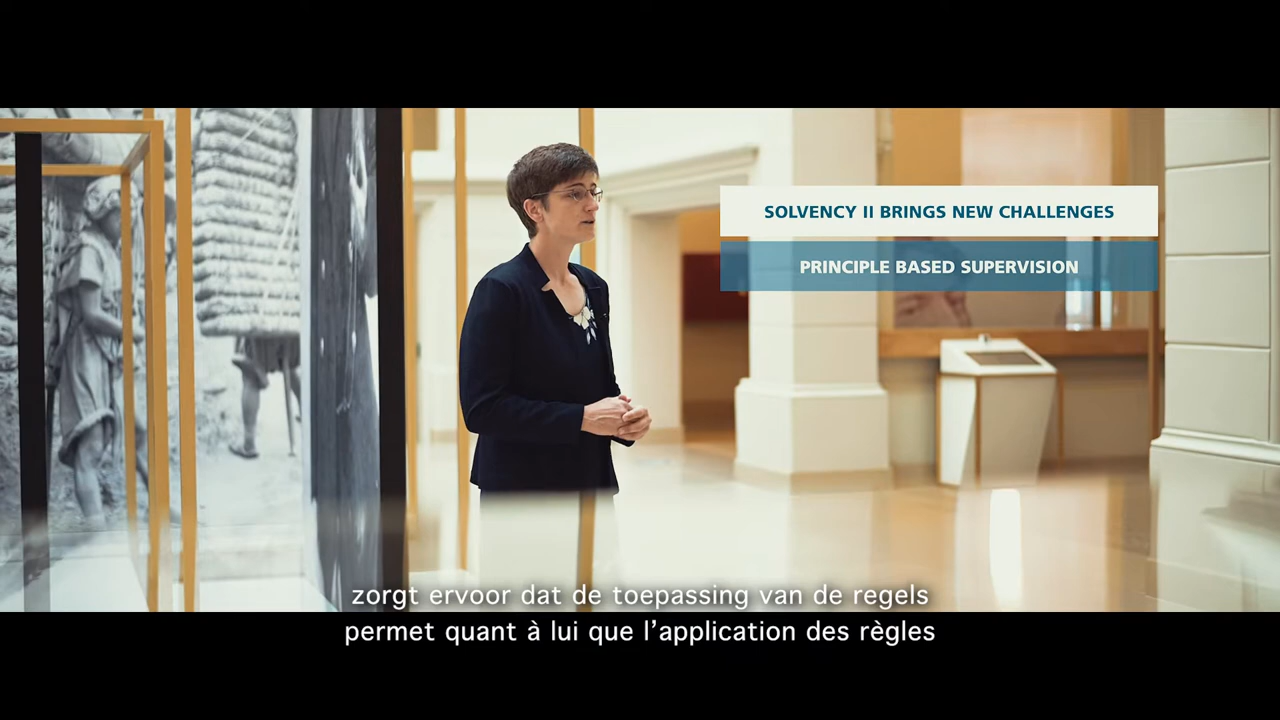 SOLVENCY II BRINGS NEW CHALLENGES
PRINCIPLE BASED SUPERVISION
zorgt ervoor dat de toepassing van de regels
permet quant à lui que l’application des règles